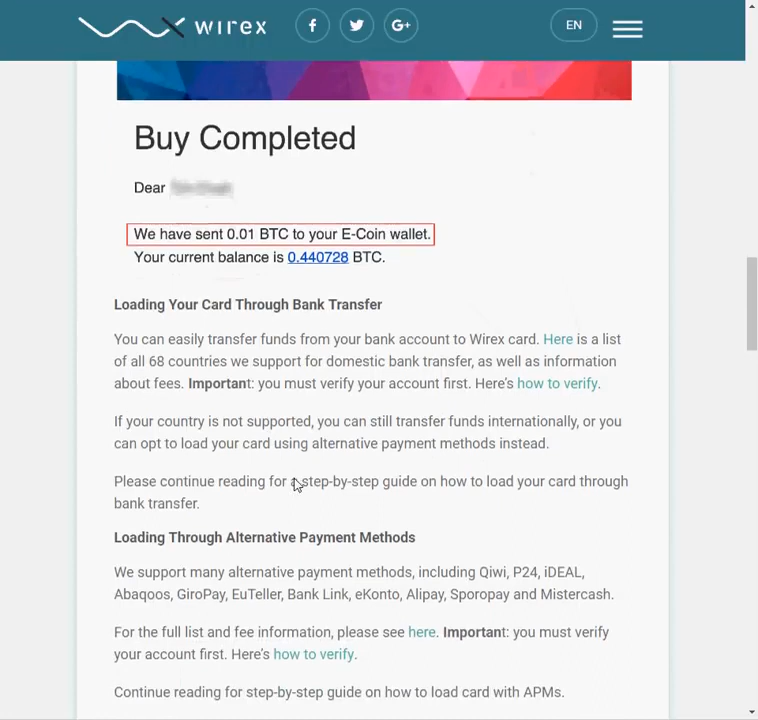 wirex
f
G+
EN
Buy Completed
Dear
We have sent 0.01 BTC to your E-Coin wallet.
Your current balance is 0.440728 BTC.
Loading Your Card Through Bank Transfer
You can easily transfer funds from your bank account to Wirex card. Here is a list
of all 68 countries we support for domestic bank transfer, as well as information
about fees. Important: you must verify your account first. Here's how to verify.
If your country is not supported, you can still transfer funds internationally, or you
can opt to load your card using alternative payment methods instead.
Please continue reading for a step-by-step guide on how to load your card through
bank transfer.
Loading Through Alternative Payment Methods
We support many alternative payment methods, including Qiwi, P24, iDEAL,
Abaqoos, GiroPay, EuTeller, Bank Link, eKonto, Alipay, Sporopay and Mistercash.
For the full list and fee information, please see here. Important: you must verify
your account first. Here's how to verify.
Continue reading for step-by-step guide on how to load card with APMs.